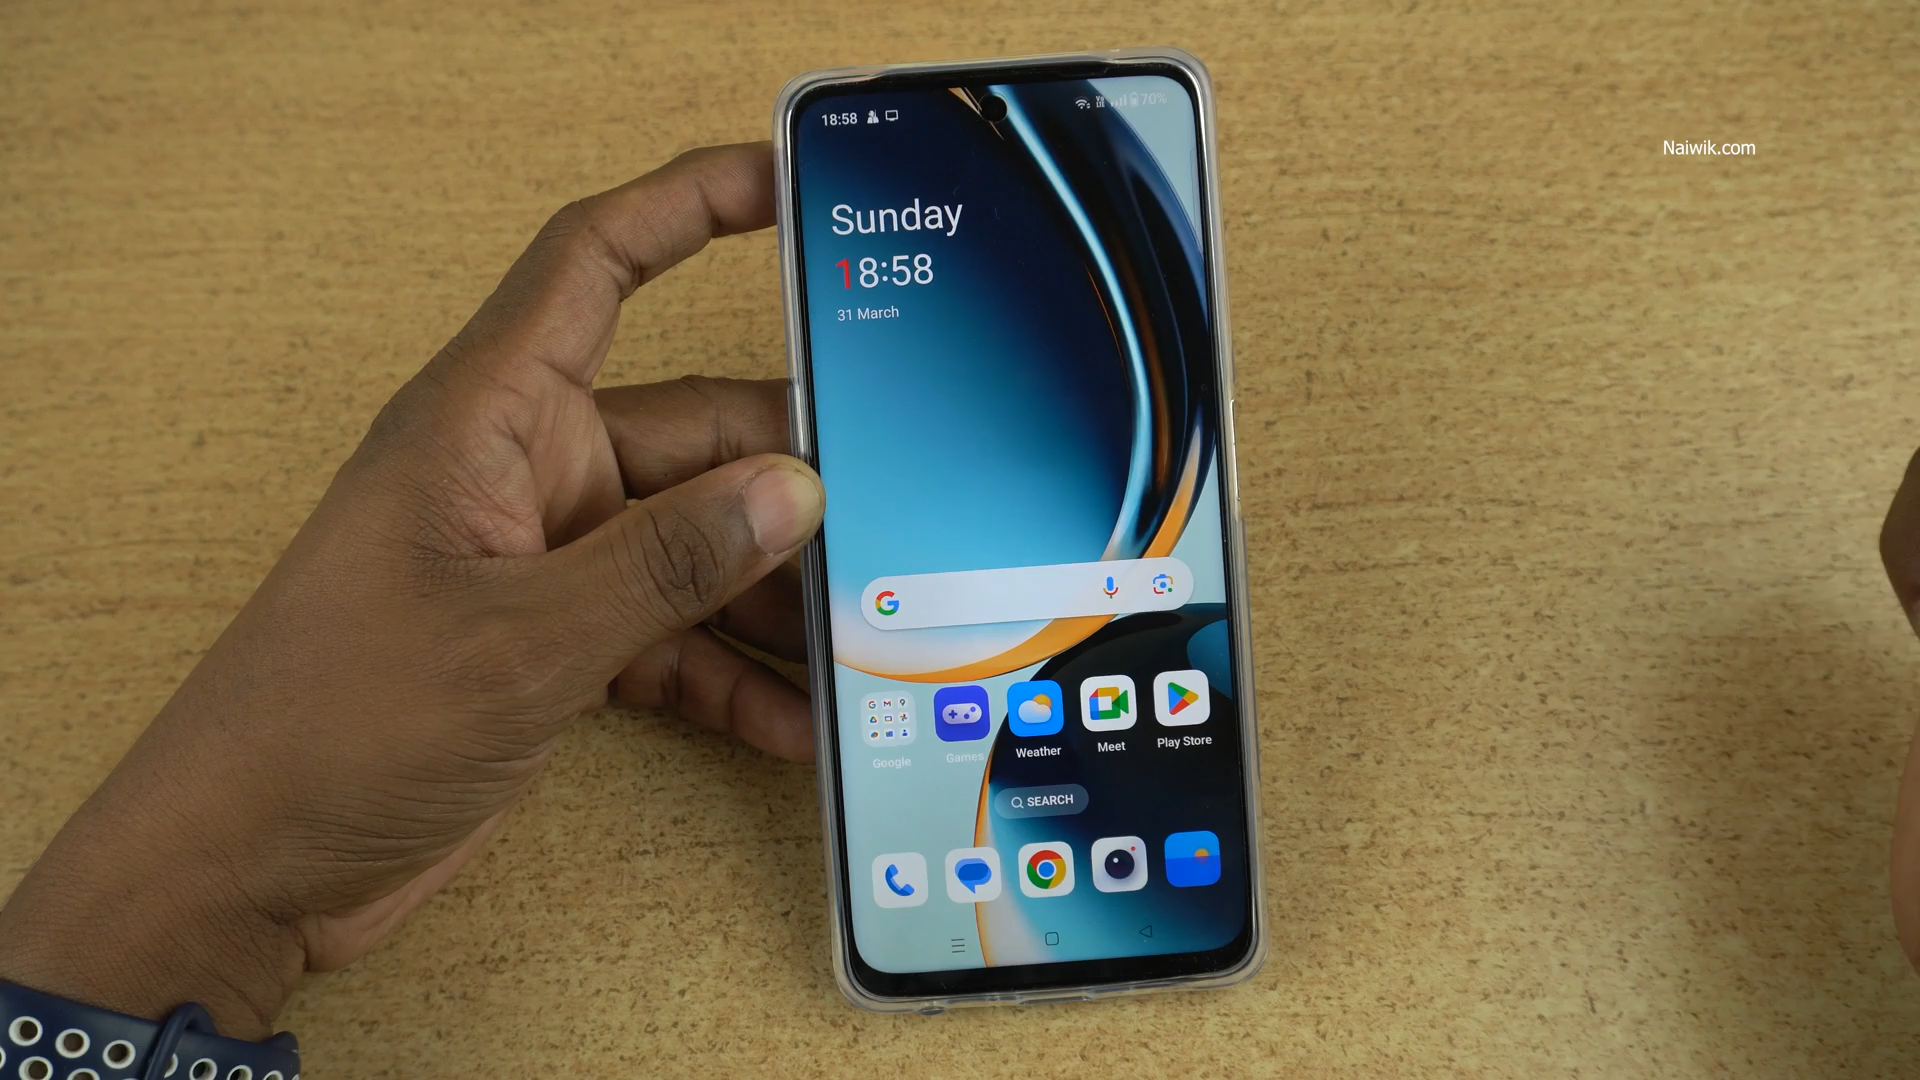 Naiwik.com
18:58
70%
Sunday
18:58
31 March
Google
Games
Weather
Meet
Play Store
SEARCH